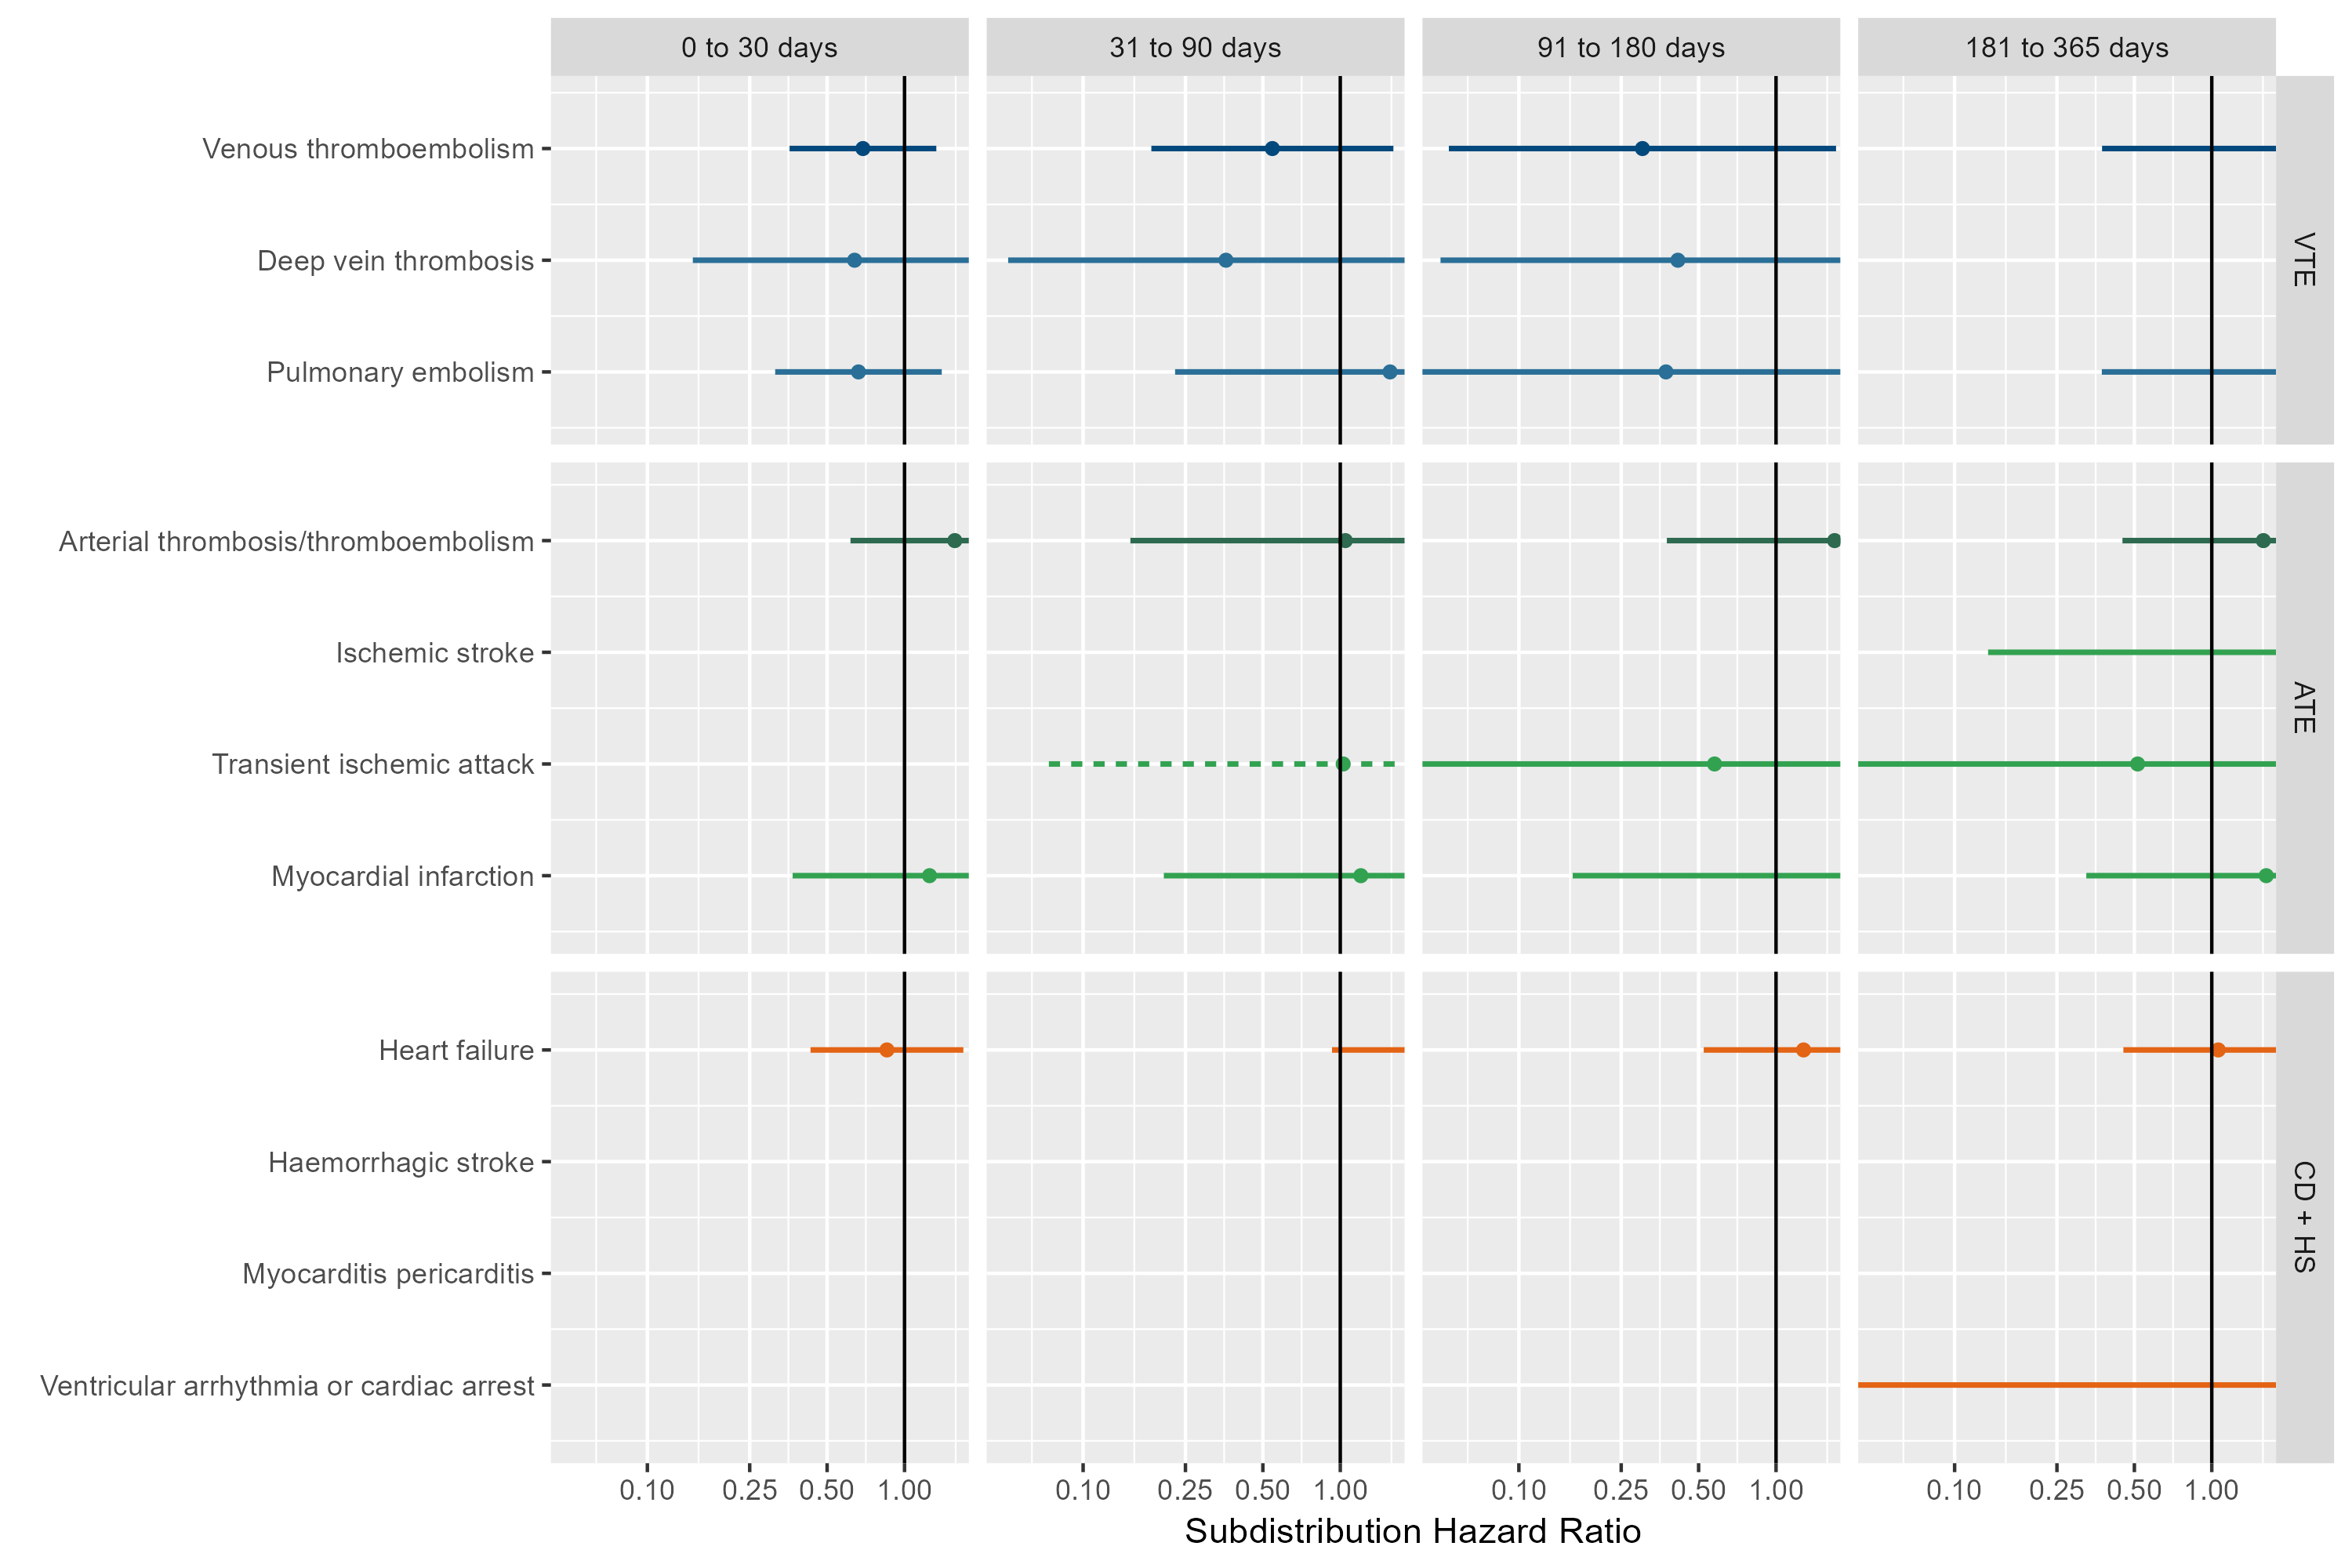 0 to 30 days
31 to 90 days
91 to 180 days
181 to 365 days
Venous thromboembolism
Deep vein thrombosis
Pulmonary embolism
VTE
Arterial thrombosis/thromboembolism
Ischemic stroke
Transient ischemic attack
Myocardial infarction
ATE
Heart failure
Haemorrhagic stroke
Myocarditis pericarditis
Ventricular arrhythmia or cardiac arrest
CD + HS
0.10 0.25 0.50 1.00
0.10 0.25 0.50 1.00
0.10 0.25 0.50 1.00
0.10 0.25 0.50 1.00
Subdistribution Hazard Ratio